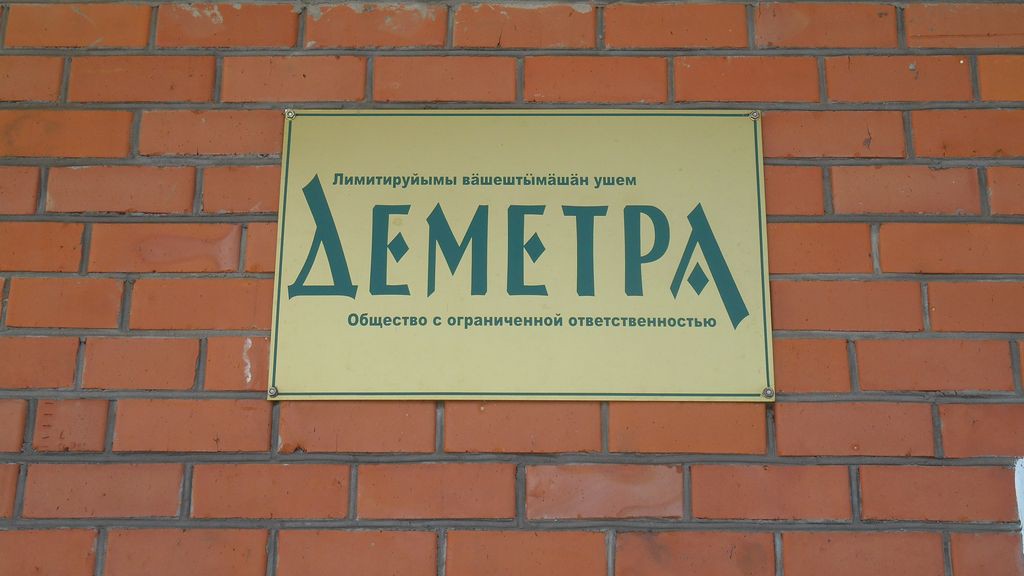 Лимитируйымы вӓшештӹмӓшӓн ушем
ДЕМЕТРА
Общество с ограниченной ответственностью